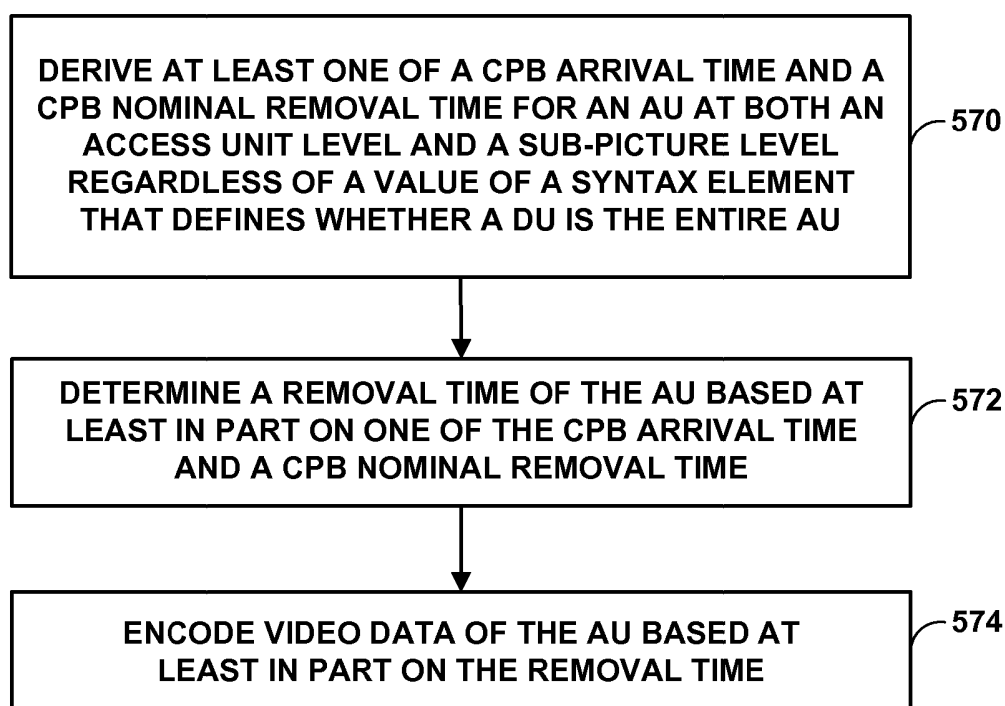 DERIVE AT LEAST ONE OF A CPB ARRIVAL TIME AND A
CPB NOMINAL REMOVAL TIME FOR AN AU AT BOTH AN
ACCESS UNIT LEVEL AND A SUB-PICTURE LEVEL
REGARDLESS OF A VALUE OF A SYNTAX ELEMENT
THAT DEFINES WHETHER A DU IS THE ENTIRE AU
570
DETERMINE A REMOVAL TIME OF THE AU BASED AT
LEAST IN PART ON ONE OF THE CPB ARRIVAL TIME
AND A CPB NOMINAL REMOVAL TIME
572
ENCODE VIDEO DATA OF THE AU BASED AT
LEAST IN PART ON THE REMOVAL TIME
574